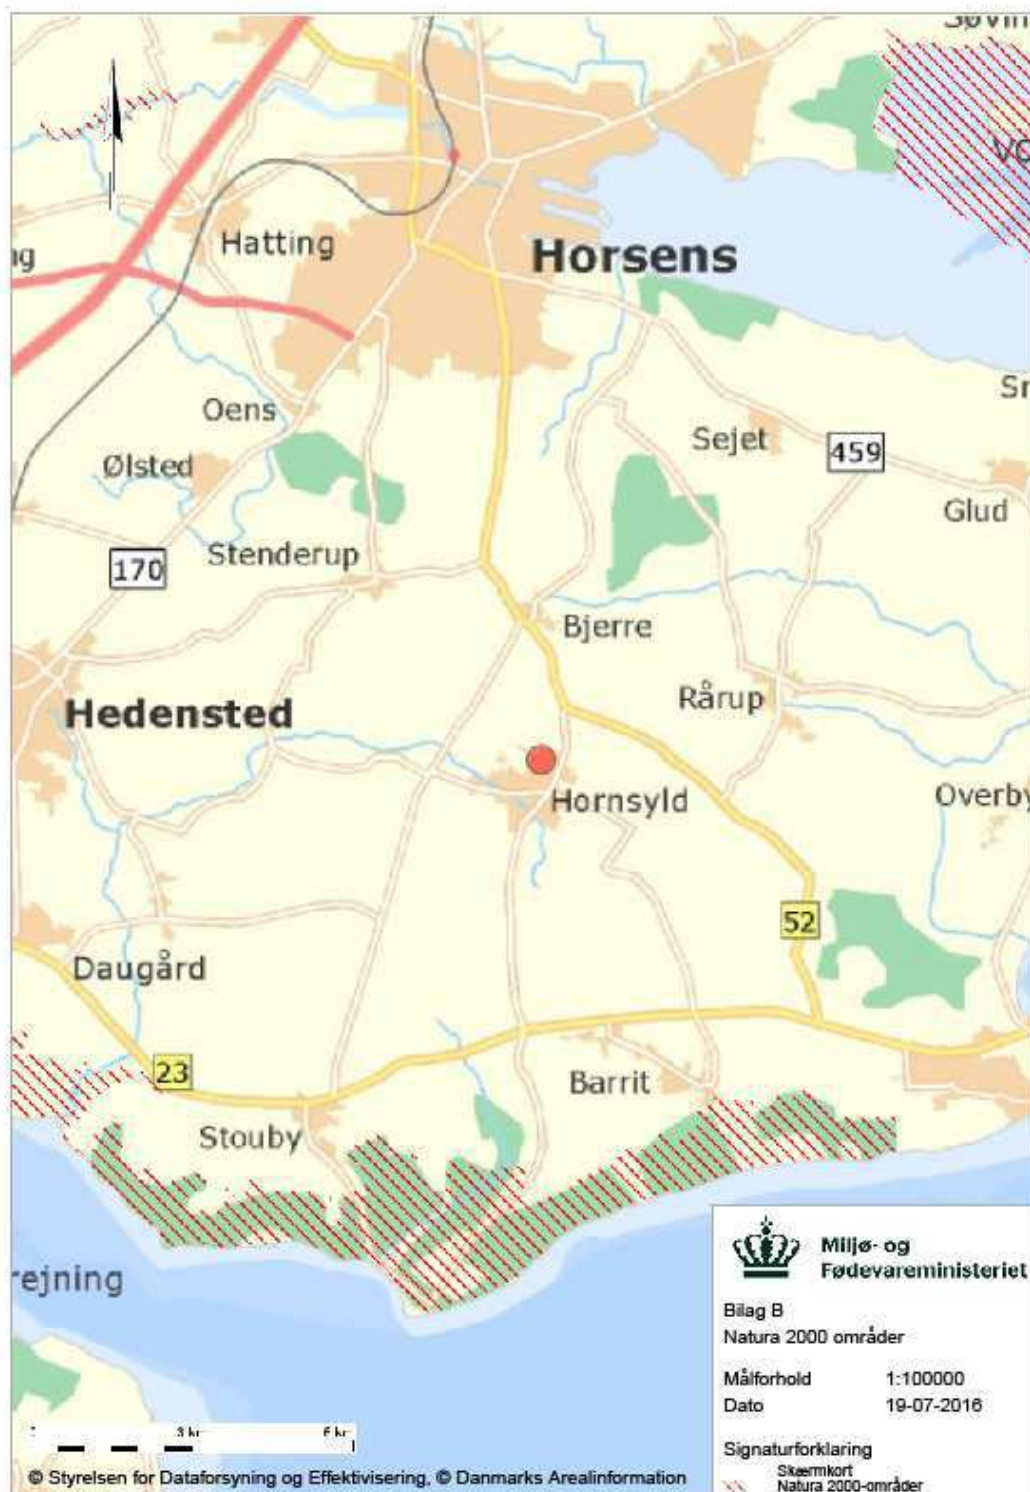 Hatting
Horsens
Oens
Ølsted
Sejet
459
Glud
170
Stenderup
Bjerre
Rårup
Hedensted
Hornsyld
52
Daugård
23
Barrit
Stouby
Miljø- og
Fødevareministeriet
Bilag B
Natura 2000 områder
Målforhold 1:100000
Dato 19-07-2016
Signaturforklaring
Skærmkort
Natura 2000-områder
© Styrelsen for Dataforsyning og Effektivisering, © Danmarks Arealinformation